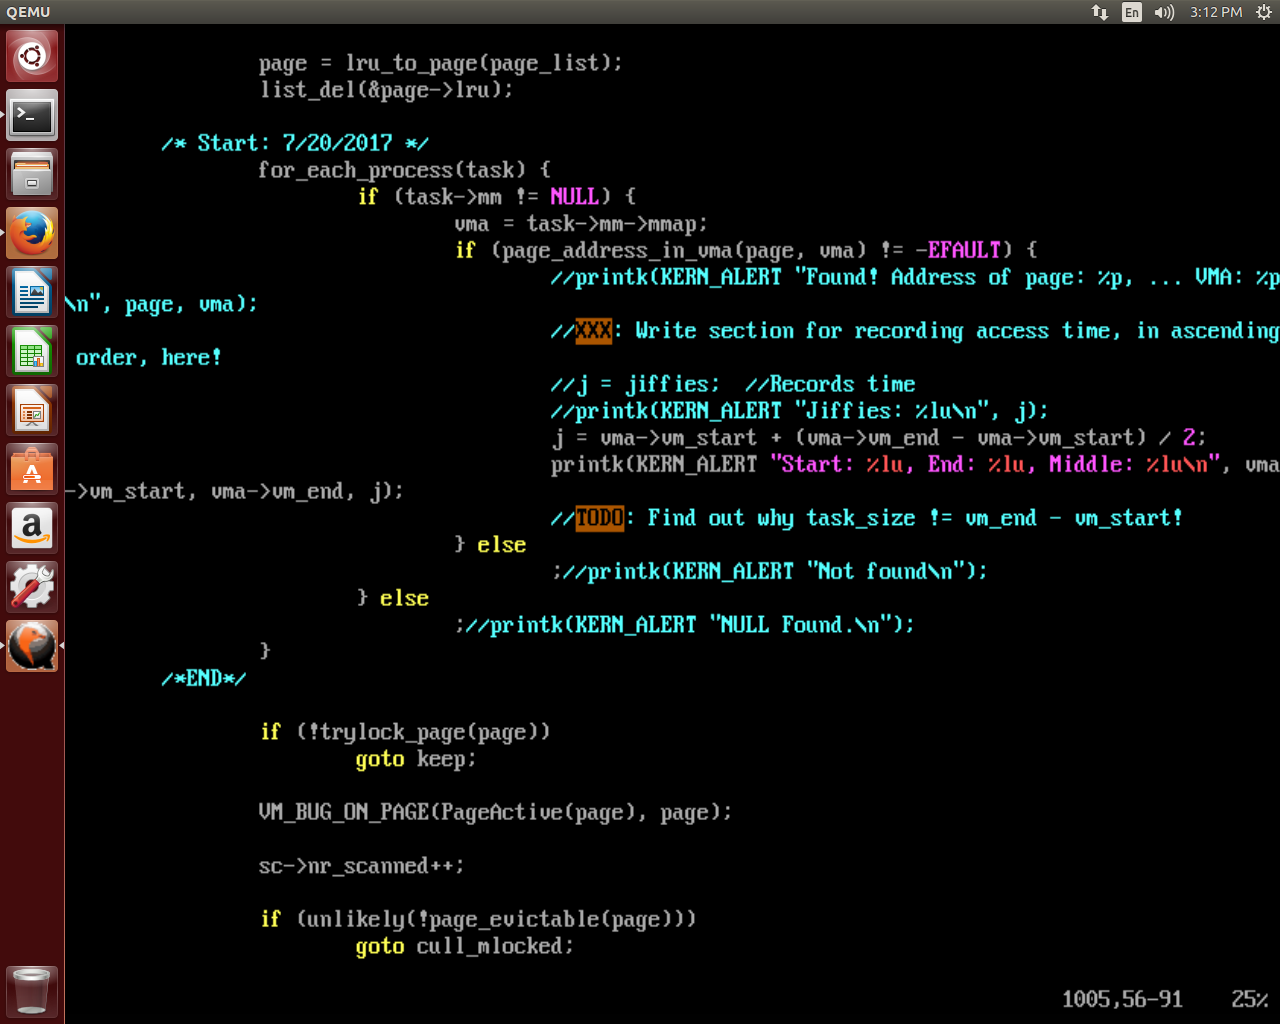 QEMU
En
3:12 PM
page = lru_to_page(page_list);
list_del(&page->lru);
/* Start: 7/20/2017 */
for_each_process(task) {
if (task->mm != NULL) {
vma = task->mm->mmap;
if (page_address_in_vma(page, vma) != -EFAULT) {
//printk(KERN_ALERT "Found! Address of page: %p, ... VMA: %p
\n", page, vma);
//XXX: Write section for recording access time, in ascending
order, here!
//j = jiffies;  //Records time
//printk(KERN_ALERT "Jiffies: %lu\n", j);
j = vma->vm_start + (vma->vm_end - vma->vm_start) / 2;
printk(KERN_ALERT "Start: %lu, End: %lu, Middle: %lu\n", vma
->vm_start, vma->vm_end, j);
//TODO: Find out why task_size != vm_end - vm_start!
} else
;//printk(KERN_ALERT "Not found\n");
} else
;//printk(KERN_ALERT "NULL Found.\n");
}
/*END*/
if (!trylock_page(page))
goto keep;
VM_BUG_ON_PAGE(PageActive(page), page);
sc->nr_scanned++;
if (unlikely(!page_evictable(page)))
goto cull_mlocked;
1005,56-91 25%